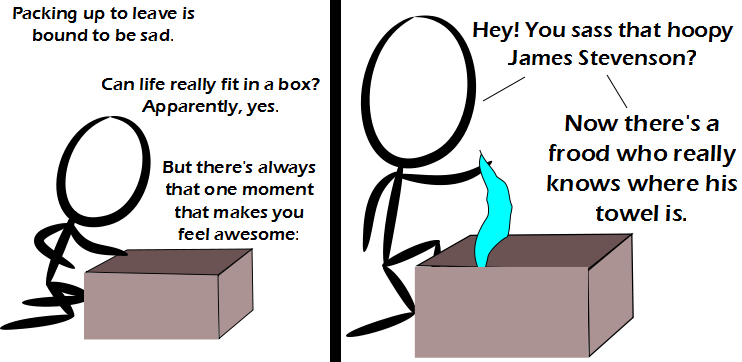 Packing up to leave is
bound to be sad.
Can life really fit in a box?
Apparently, yes.
But there's always
that one moment
that makes you
feel awesome:
Hey! You sass that hoopy
James Stevenson?
Now there's a
frood who really
knows where his
towel is.